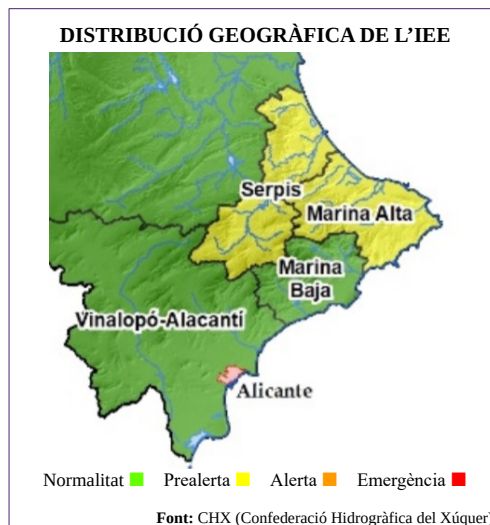 DISTRIBUCIÓ GEOGRÀFICA DE L’IEE
Serpis
Marina Alta
Marina
Baja
Vinalopó-Alacantí
Alicante
Normalitat Prealerta Alerta Emergència
Font: CHX (Confederació Hidrogràfica del Xúquer)